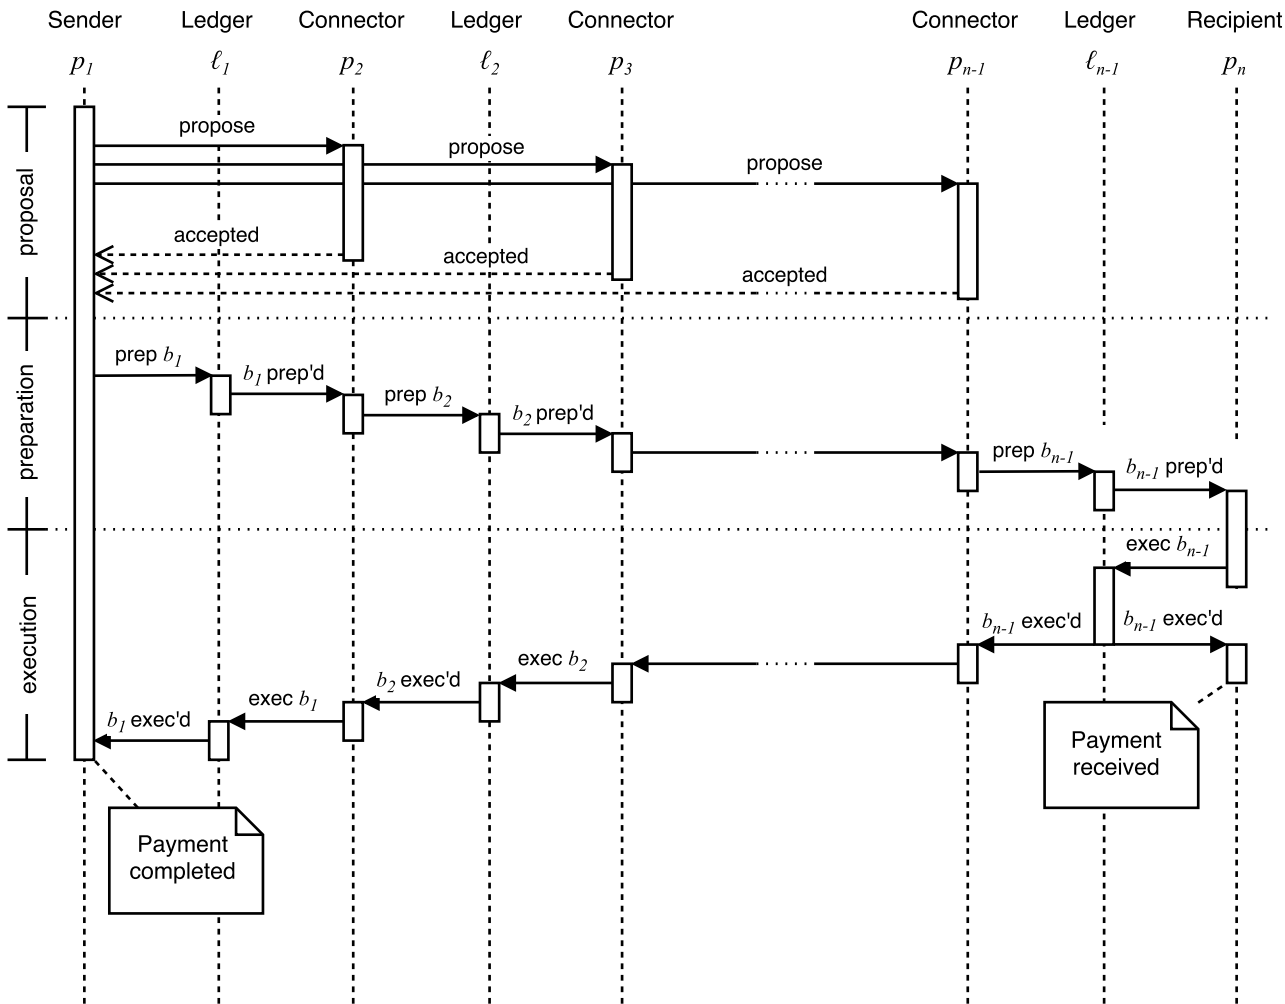 Sender Ledger Connector Ledger Connector Connector Ledger Recipient
p1 ℓ1 p2 ℓ2 p3 pn-1 ℓn-1 pn
proposal
propose
propose
propose
accepted
accepted
accepted
preparation
prep b1
b1 prep'd
prep b2
b2 prep'd
prep bn-1
bn-1 prep'd
execution
exec bn-1
bn-1 exec'd
bn-1 exec'd
exec b2
b2 exec'd
exec b1
b1 exec'd
Payment
received
Payment
completed